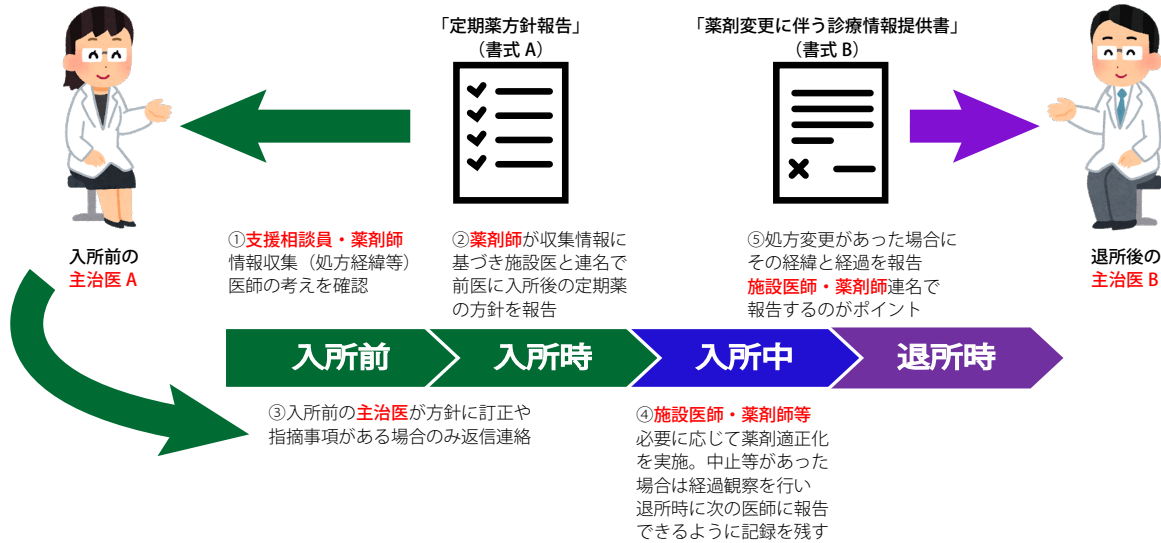 「定期薬方針報告」
（書式 A）
「薬剤変更に伴う診療情報提供書」
（書式 B）
入所前の
主治医 A
①支援相談員・薬剤師
情報収集（処方経緯等）
医師の考えを確認
②薬剤師が収集情報に
基づき施設医と連名で
前医に入所後の定期薬
の方針を報告
⑤処方変更があった場合に
その経緯と経過を報告
施設医師・薬剤師連名で
報告するのがポイント
退所後の
主治医 B
入所前
入所時
入所中
退所時
③入所前の主治医が方針に訂正や
指摘事項がある場合のみ返信連絡
④施設医師・薬剤師等
必要に応じて薬剤適正化
を実施。中止等があった
場合は経過観察を行い
退所時に次の医師に報告
できるように記録を残す